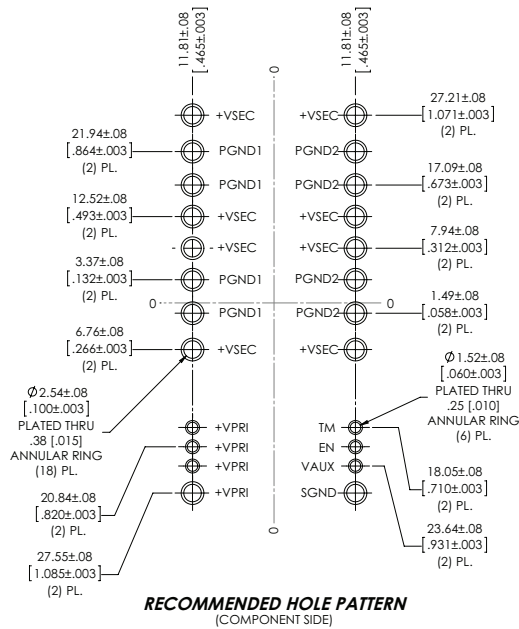 11.81±.08
[.465±.003]
0
11.81±.08
[.465±.003]
+VSEC
+VSEC
27.21±.08
[1.071±.003]
(2) PL.
21.94±.08
[.864±.003]
(2) PL.
PGND1
PGND2
PGND1
PGND2
17.09±.08
[.673±.003]
(2) PL.
12.52±.08
[.493±.003]
(2) PL.
+VSEC
+VSEC
+VSEC
+VSEC
7.94±.08
[.312±.003]
(2) PL.
3.37±.08
[.132±.003]
(2) PL.
PGND1
PGND2
0
0
PGND1
PGND2
1.49±.08
[.058±.003]
(2) PL.
6.76±.08
[.266±.003]
(2) PL.
+VSEC
+VSEC
Ø2.54±.08
[.100±.003]
PLATED THRU
.38 [.015]
ANNULAR RING
(18) PL.
Ø1.52±.08
[.060±.003]
PLATED THRU
.25 [.010]
ANNULAR RING
(6) PL.
+VPRI
TM
+VPRI
EN
+VPRI
VAUX
+VPRI
SGND
18.05±.08
[.710±.003]
(2) PL.
20.84±.08
[.820±.003]
(2) PL.
23.64±.08
[.931±.003]
(2) PL.
27.55±.08
[1.085±.003]
(2) PL.
0
RECOMMENDED HOLE PATTERN
(COMPONENT SIDE)